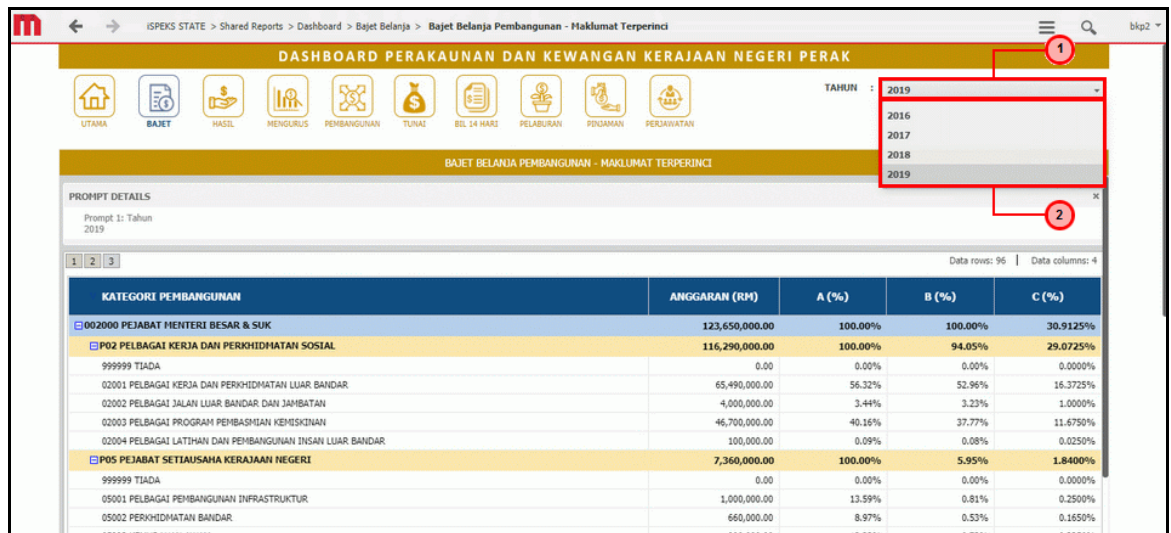 iSPEKS STATE > Shared Reports > Dashboard > Bajet Belanja > Bajet Belanja Pembangunan - Maklumat Terperinci
bkp2
DASHBOARD PERAKAUNAN DAN KEWANGAN KERAJAAN NEGERI PERAK
1
UTAMA
BAJET
HASIL
MENGURUS
PEMBANGUNAN
TUNAI
BIL 14 HARI
PELABURAN
PINJAMAN
PERJAWATAN
TAHUN : 2019
2016
2017
2018
2019
BAJET BELANJA PEMBANGUNAN - MAKLUMAT TERPERINCI
PROMPT DETAILS
x
Prompt 1: Tahun
2019
2
1 2 3
Data rows: 96 | Data columns: 4
KATEGORI PEMBANGUNAN ANGGARAN (RM) A (%) B (%) C (%)
002000 PEJABAT MENTERI BESAR & SUK 123,650,000.00 100.00% 100.00% 30.9125%
P02 PELBAGAI KERJA DAN PERKHIDMATAN SOSIAL 116,290,000.00 100.00% 94.05% 29.0725%
999999 TIADA 0.00 0.00% 0.00% 0.0000%
02001 PELBAGAI KERJA DAN PERKHIDMATAN LUAR BANDAR 65,490,000.00 56.32% 52.96% 16.3725%
02002 PELBAGAI JALAN LUAR BANDAR DAN JAMBATAN 4,000,000.00 3.44% 3.23% 1.0000%
02003 PELBAGAI PROGRAM PEMBASMIAN KEMISKINAN 46,700,000.00 40.16% 37.77% 11.6750%
02004 PELBAGAI LATIHAN DAN PEMBANGUNAN INSAN LUAR BANDAR 100,000.00 0.09% 0.08% 0.0250%
P05 PEJABAT SETIAUSAHA KERAJAAN NEGERI 7,360,000.00 100.00% 5.95% 1.8400%
999999 TIADA 0.00 0.00% 0.00% 0.0000%
05001 PELBAGAI PEMBANGUNAN INFRASTRUKTUR 1,000,000.00 13.59% 0.81% 0.2500%
05002 PERKHIDMATAN BANDAR 660,000.00 8.97% 0.53% 0.1650%